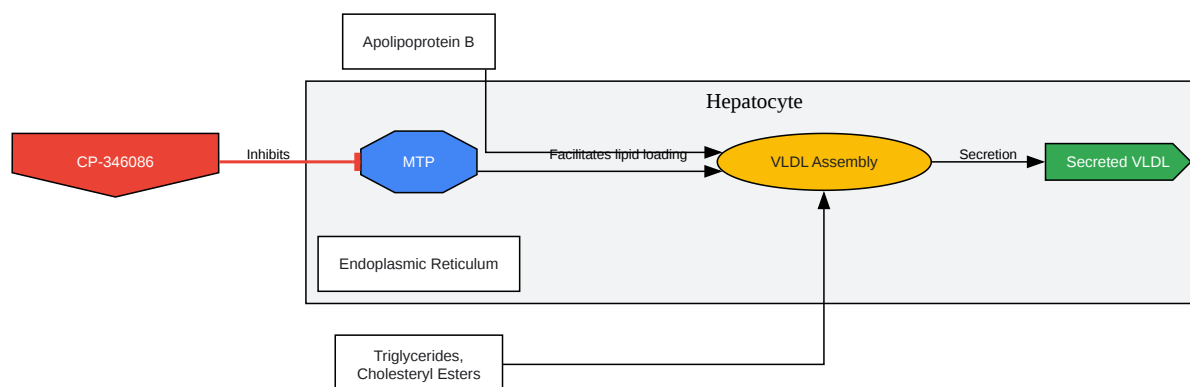 Apolipoprotein B
Hepatocyte
CP-346086
Inhibits
MTP
Facilitates lipid loading
VLDL Assembly
Secretion
Secreted VLDL
Endoplasmic Reticulum
Triglycerides,
Cholesteryl Esters